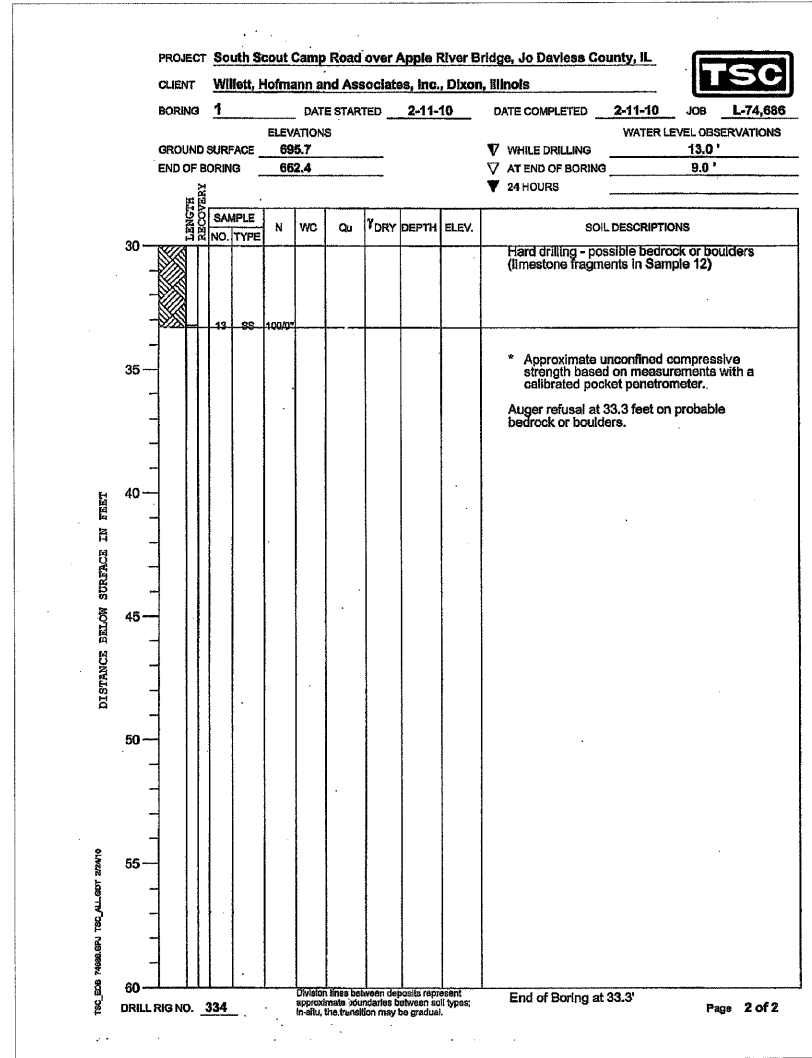 PROJECT South Scout Camp Road over Apple River Bridge, Jo Daviess County, IL
TSC
CLIENT Willett, Hofmann and Associates, Inc., Dixon, Illinois
BORING 1 DATE STARTED 2-11-10 DATE COMPLETED 2-11-10 JOB L-74,686
ELEVATIONS WATER LEVEL OBSERVATIONS
GROUND SURFACE 695.7 ▼ WHILE DRILLING 13.0 '
END OF BORING 662.4 ▽ AT END OF BORING 9.0 '
▼ 24 HOURS
LENGTH
RECOVERY
SAMPLE
NO. TYPE
N WC Qu γDRY DEPTH ELEV. SOIL DESCRIPTIONS
30
Hard drilling - possible bedrock or boulders
(limestone fragments in Sample 12)
13 SS 100/0"
35
* Approximate unconfined compressive
strength based on measurements with a
calibrated pocket penetrometer.
Auger refusal at 33.3 feet on probable
bedrock or boulders.
40
45
50
55
60
DISTANCE BELOW SURFACE IN FEET
TSC_EOB 74686.GPJ TSC_ALL.GDT 2/24/10
DRILL RIG NO. 334
Division lines between deposits represent
approximate boundaries between soil types;
in-situ, the transition may be gradual.
End of Boring at 33.3'
Page 2 of 2